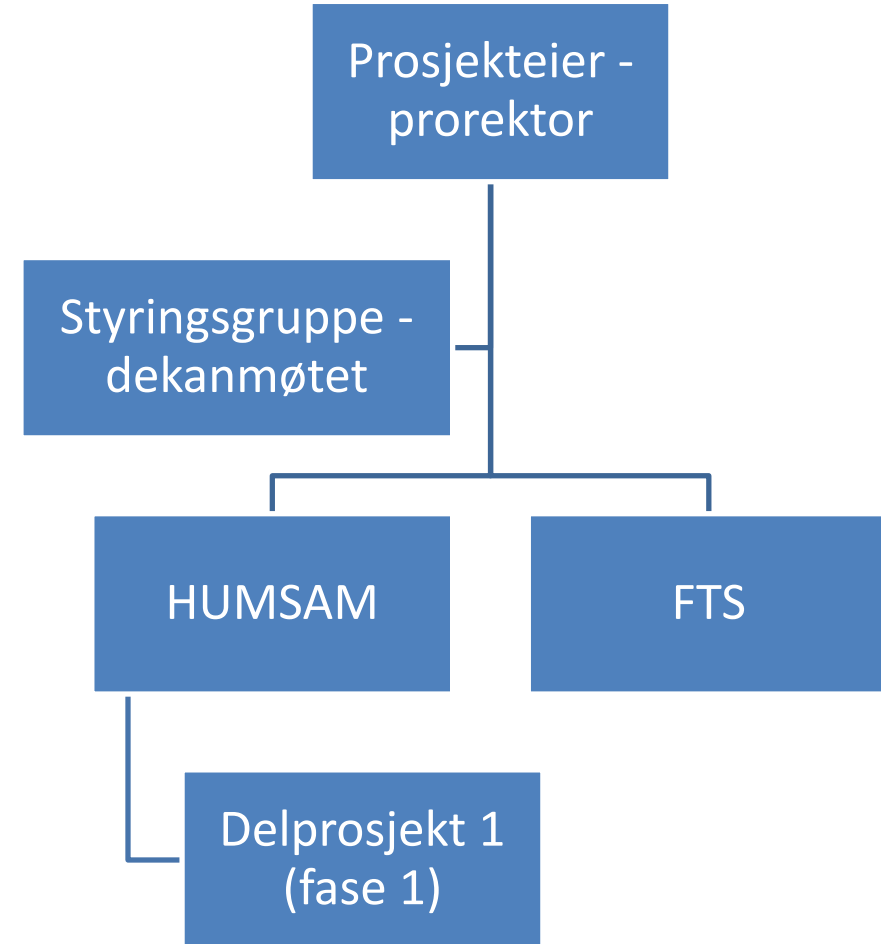 Prosjekteier -
prorektor
Styringsgruppe -
dekanmøtet
HUMSAM
FTS
Delprosjekt 1
(fase 1)